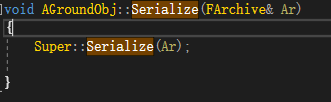 void AGroundObj::Serialize(FArchive& Ar)
{
Super::Serialize(Ar);
}